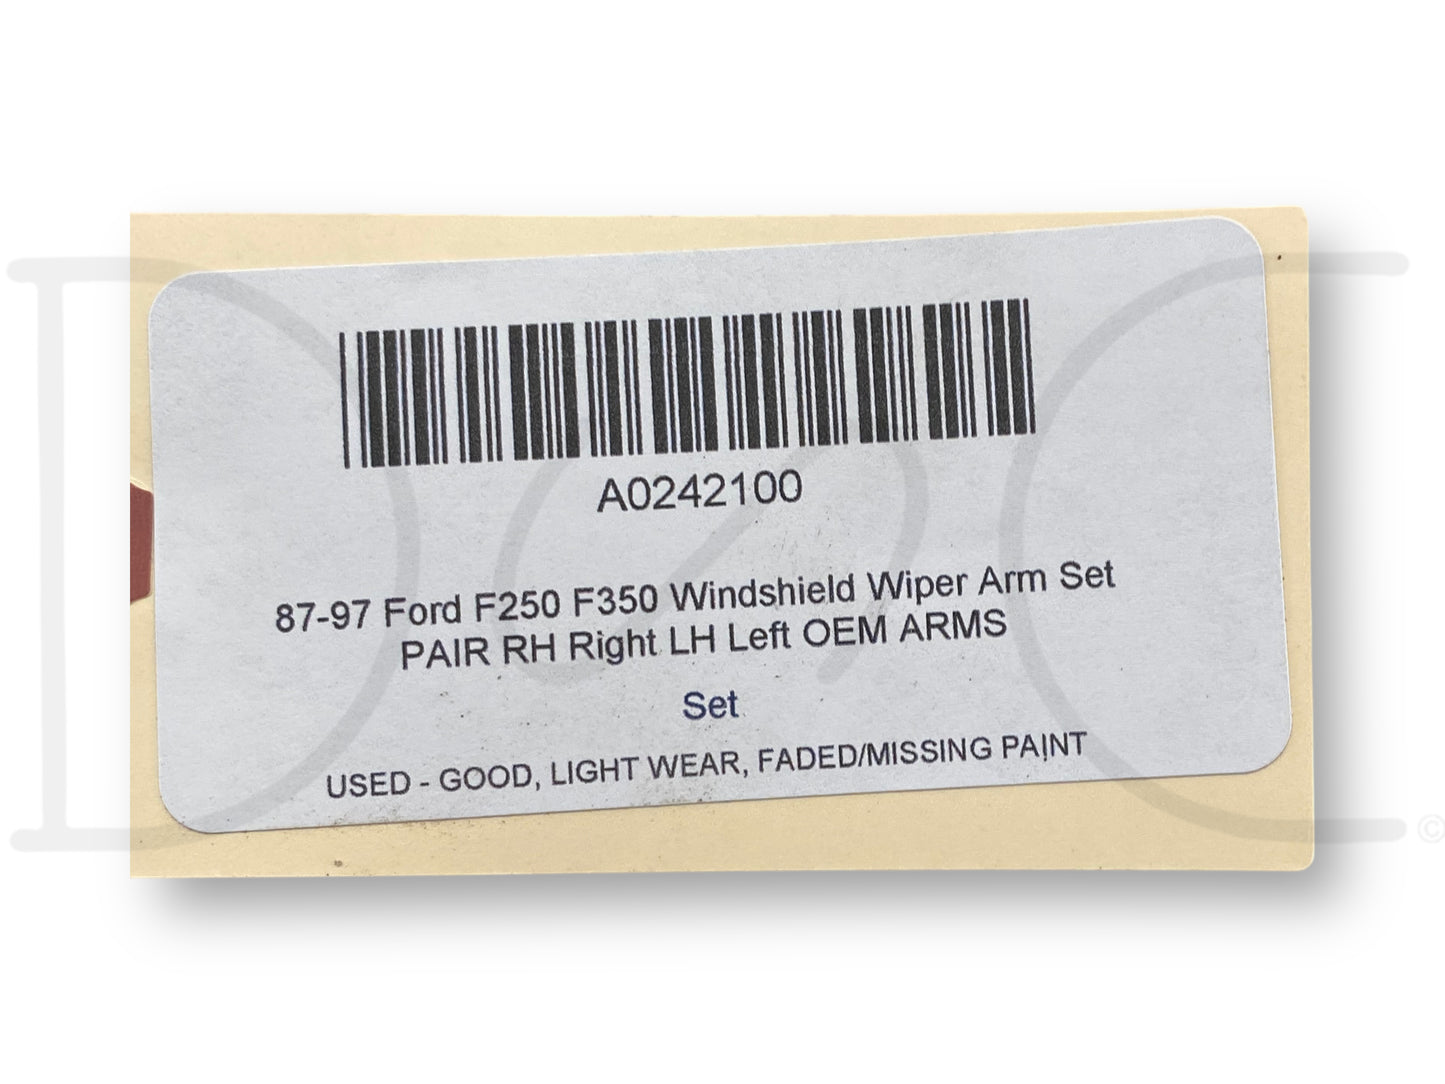 A0242100
87-97 Ford F250 F350 Windshield Wiper Arm Set
PAIR RH Right LH Left OEM ARMS
Set
USED - GOOD, LIGHT WEAR, FADED/MISSING PAINT
©